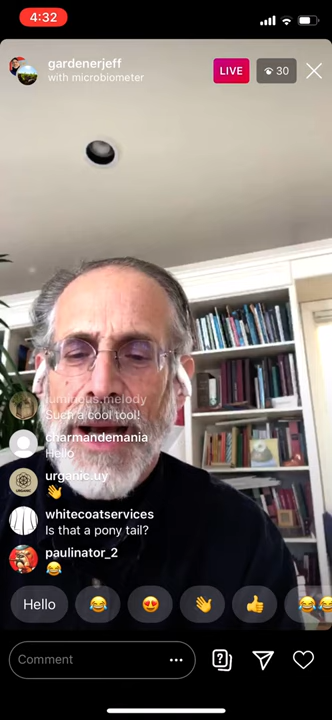 4:32
gardenerjeff
with microbiometer
LIVE
30
luminous.melody
Such a cool tool!
charmandemania
Hello
urganic.uy
URGANIC
whitecoatservices
Is that a pony tail?
paulinator_2
Hello
Comment